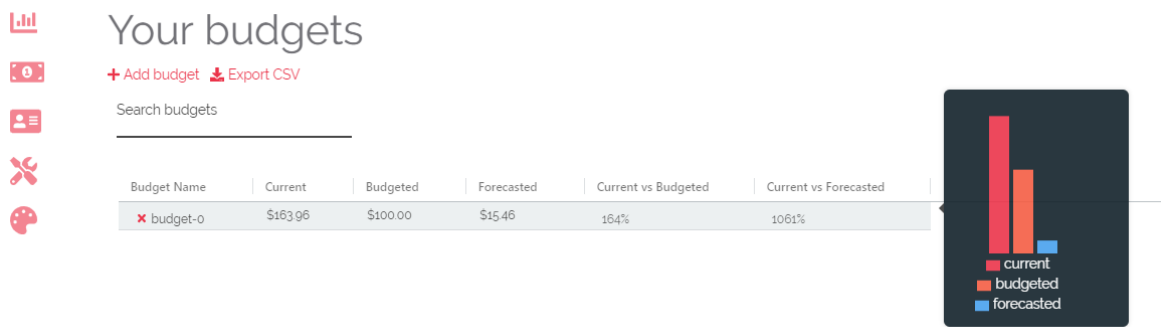 Your budgets
Add budget Export CSV
Search budgets
Budget Name Current Budgeted Forecasted Current vs Budgeted Current vs Forecasted
budget-0 $163.96 $100.00 $15.46 164% 1061%
current
budgeted
forecasted